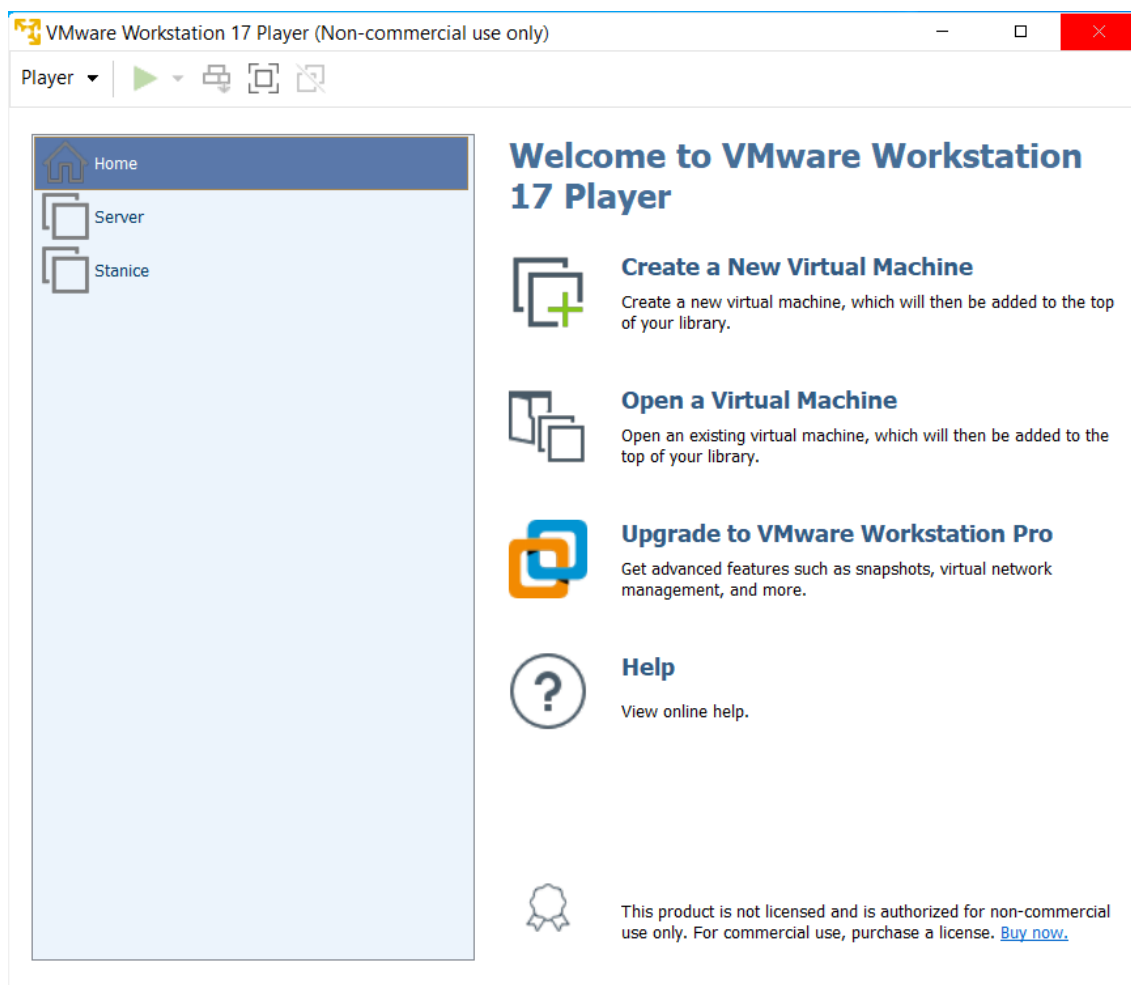 VMware Workstation 17 Player (Non-commercial use only)
Player
Home
Server
Stanice
Welcome to VMware Workstation
17 Player
Create a New Virtual Machine
Create a new virtual machine, which will then be added to the top
of your library.
Open a Virtual Machine
Open an existing virtual machine, which will then be added to the
top of your library.
Upgrade to VMware Workstation Pro
Get advanced features such as snapshots, virtual network
management, and more.
Help
View online help.
This product is not licensed and is authorized for non-commercial
use only. For commercial use, purchase a license. Buy now.